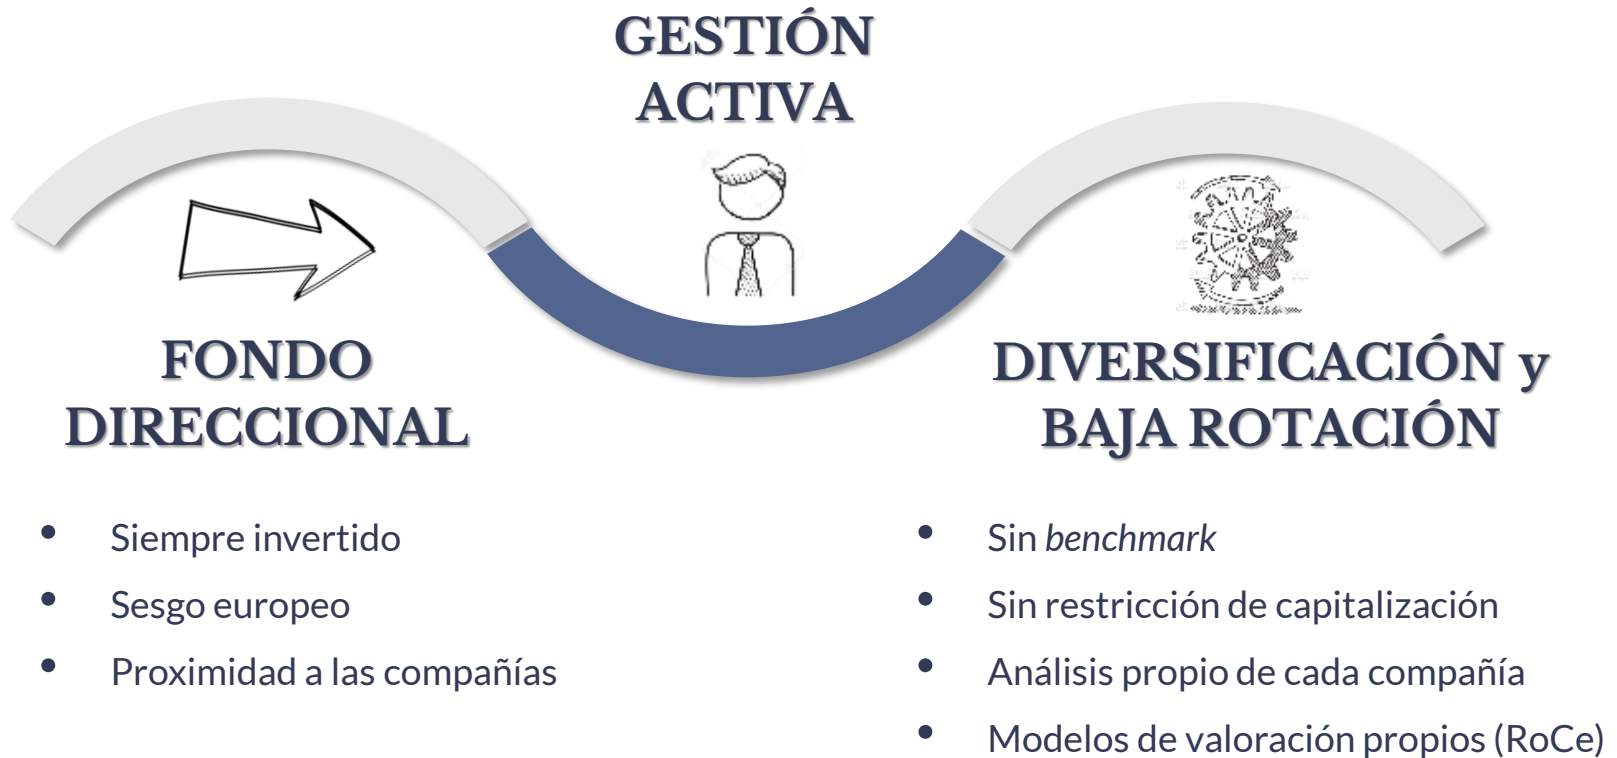 GESTIÓN
ACTIVA
FONDO
DIRECCIONAL
• Siempre invertido
• Sesgo europeo
• Proximidad a las compañías
DIVERSIFICACIÓN y
BAJA ROTACIÓN
• Sin benchmark
• Sin restricción de capitalización
• Análisis propio de cada compañía
• Modelos de valoración propios (RoCe)